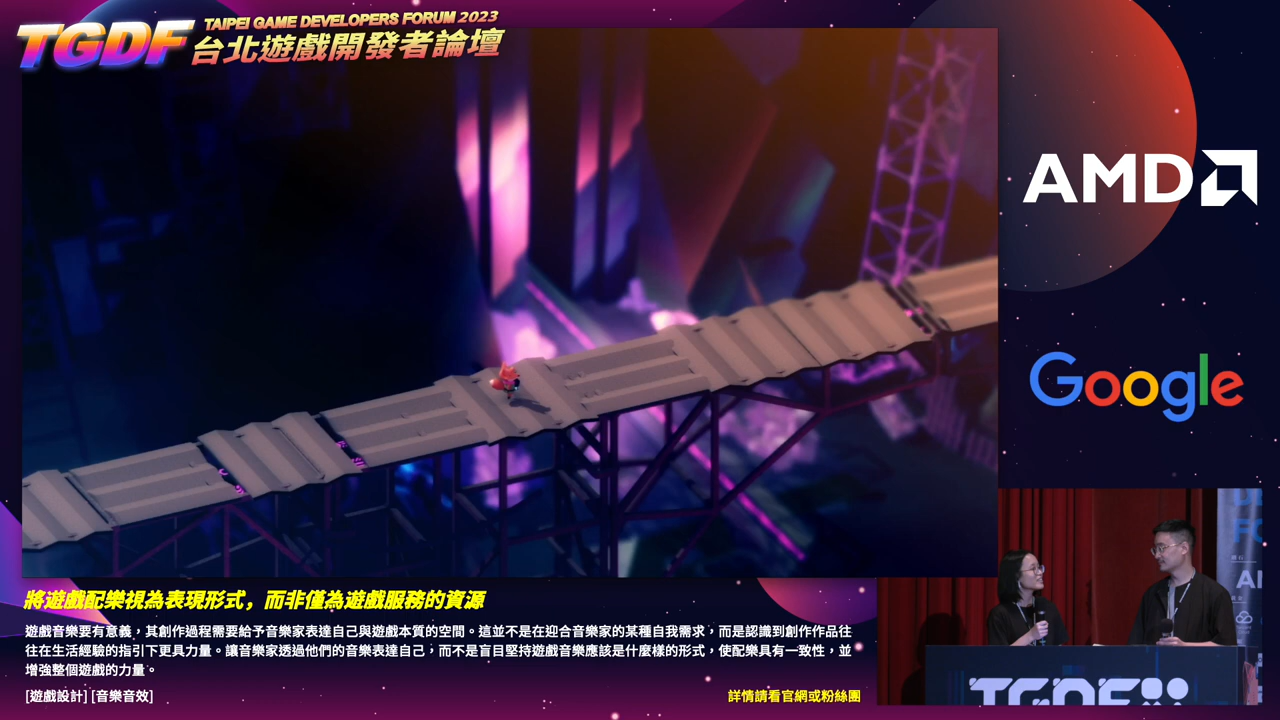 TGDF
TAIPEI GAME DEVELOPERS FORUM 2023
台北遊戲開發者論壇
AMD
Google
將遊戲配樂視為表現形式，而非僅為遊戲服務的資源
遊戲音樂要有意義，其創作過程需要給予音樂家表達自己與遊戲本質的空間。這並不是在迎合音樂家的某種自我需求，而是認識到創作作品往
往在生活經驗的指引下更具力量。讓音樂家透過他們的音樂表達自己，而不是盲目堅持遊戲音樂應該是什麼樣的形式，使配樂具有一致性，並
增強整個遊戲的力量。
[遊戲設計] [音樂音效]
詳情請看官網或粉絲團
TGDF